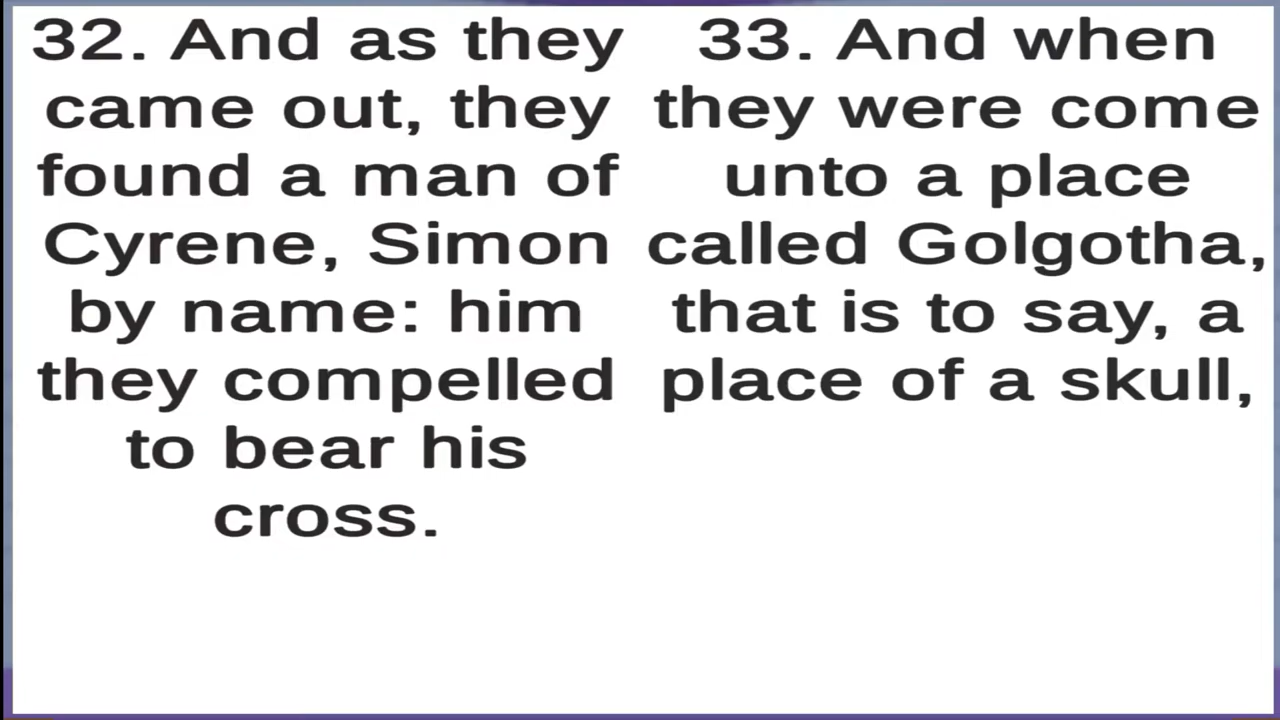 32. And as they
came out, they
found a man of
Cyrene, Simon
by name: him
they compelled
to bear his
cross.
33. And when
they were come
unto a place
called Golgotha,
that is to say, a
place of a skull,